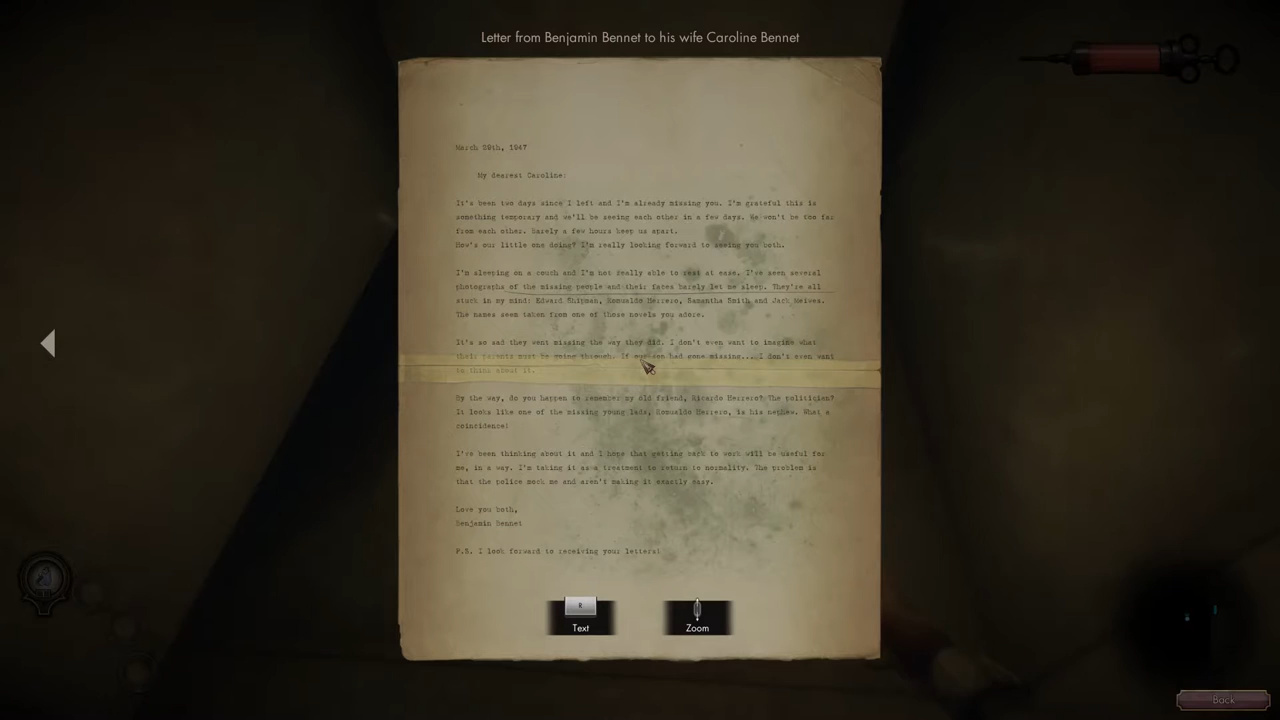 Letter from Benjamin Bennet to his wife Caroline Bennet
March 09th, 1947
My dearest Caroline:
It's been two days since I left and I'm already missing you. I'm grateful this is
something temporary and we'll be seeing each other in a few days. We won't be too far
from each other. Barely a few hours keep us apart.
How's our little one doing? I'm really looking forward to seeing you both.
I'm sleeping on a couch and I'm not really able to rest at ease. I've seen several
photographs of the missing people and their faces barely let me sleep. They're all
stuck in my mind: Edward Shipman, Romualdo Herrero, Samantha Smith and Jack Meiwes.
The names seem taken from one of those novels you adore.
It's so sad they went missing the way they did. I don't even want to imagine what
their parents must be going through. If our son had gone missing... I don't even want
to think about it.
By the way, do you happen to remember my old friend, Ricardo Herrero? The politician?
It looks like one of the missing young lads, Romualdo Herrero, is his nephew. What a
coincidence!
I've been thinking about it and I hope that getting back to work will be useful for
me, in a way. I'm taking it as a treatment to return to normality. The problem is
that the police mock me and aren't making it exactly easy.
Love you both,
Benjamin Bennet
P.S. I look forward to receiving your letters!
R
Text
Zoom
Back